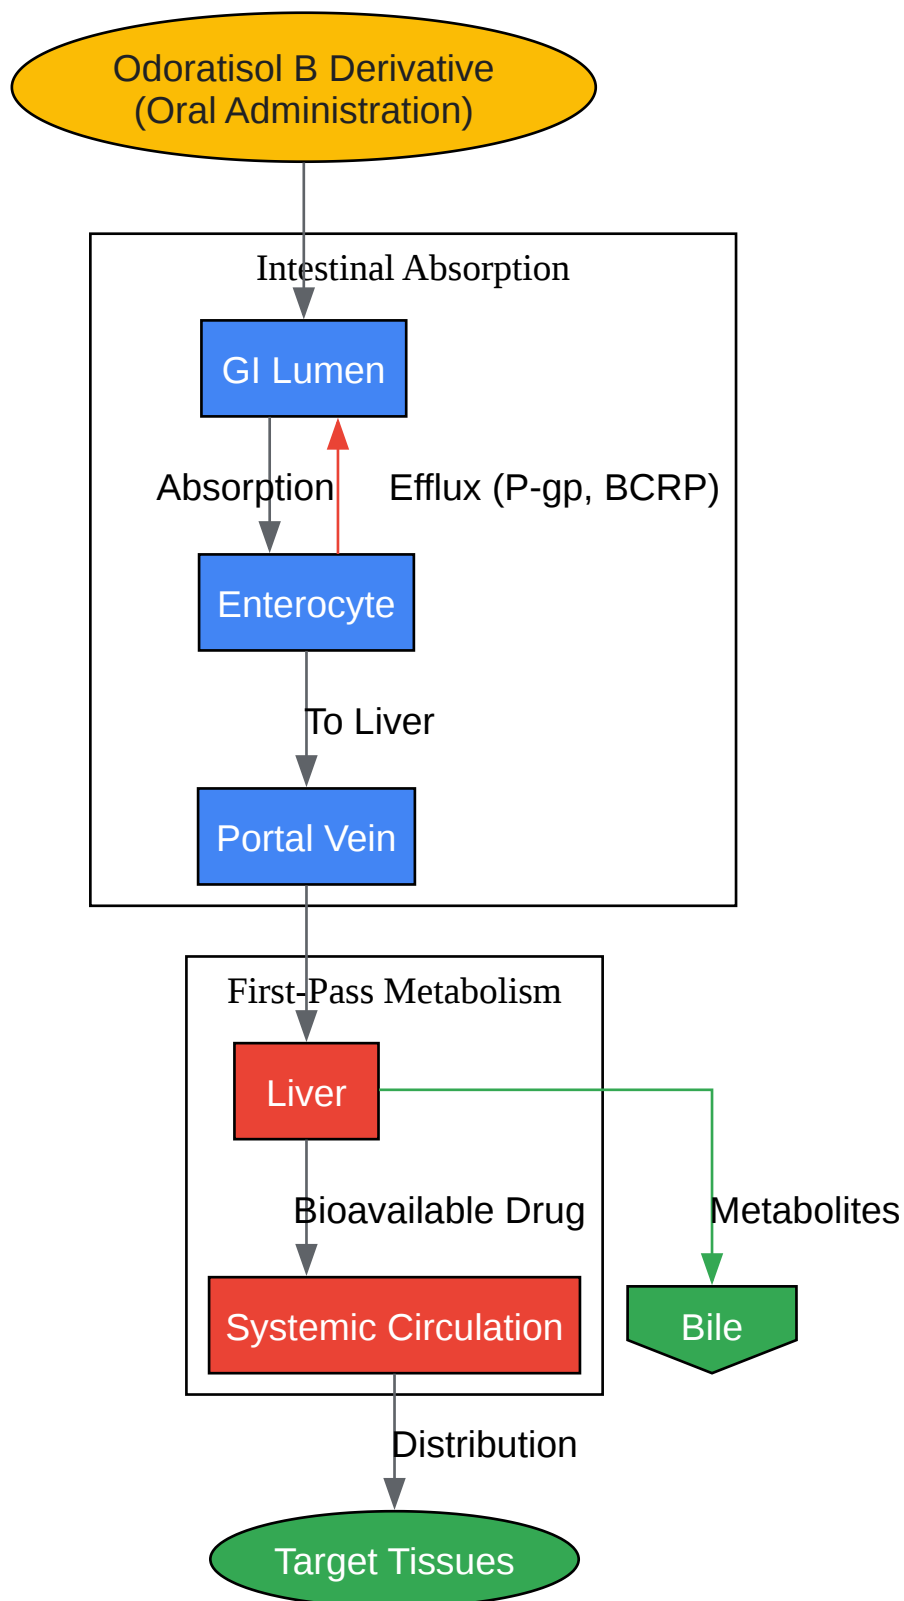 Odoratisol B Derivative
(Oral Administration)
Intestinal Absorption
GI Lumen
Absorption
Efflux (P-gp, BCRP)
Enterocyte
To Liver
Portal Vein
First-Pass Metabolism
Liver
Bioavailable Drug
Metabolites
Systemic Circulation
Bile
Distribution
Target Tissues